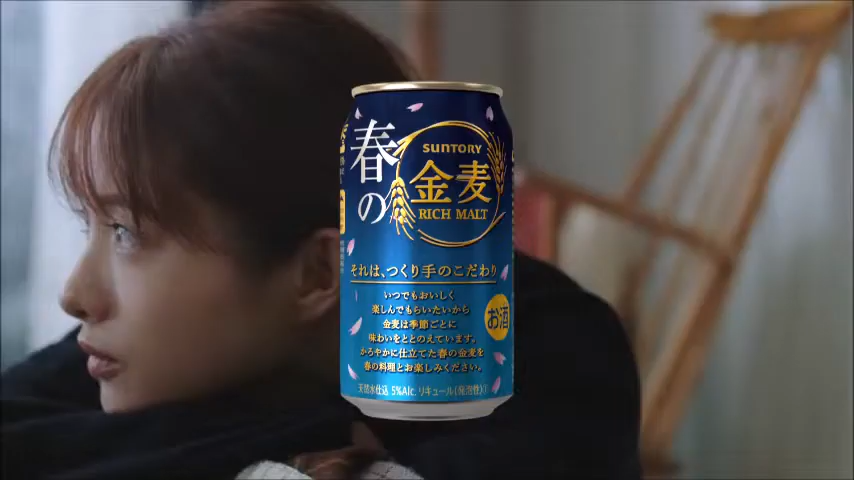 春の
SUNTORY
金麦
RICH MALT
それは、つくり手のこだわり
いつでもおいしく
楽しんでもらいたいから
金麦は季節ごとに
味わいをととのえています。
かろやかに仕立てた春の金麦を
春の料理とお楽しみください。
お酒
天然水仕込 5%Alc. リキュール(発泡性)①